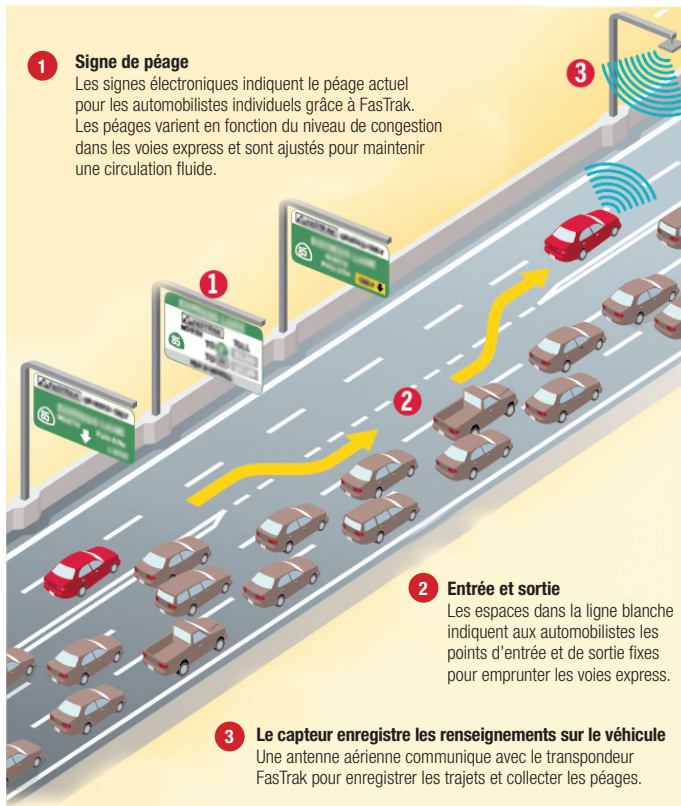 1
Signe de péage
Les signes électroniques indiquent le péage actuel
pour les automobilistes individuels grâce à FasTrak.
Les péages varient en fonction du niveau de congestion
dans les voies express et sont ajustés pour maintenir
une circulation fluide.
3
1
85
85
85
2
2
Entrée et sortie
Les espaces dans la ligne blanche
indiquent aux automobilistes les
points d’entrée et de sortie fixes
pour emprunter les voies express.
3
Le capteur enregistre les renseignements sur le véhicule
Une antenne aérienne communique avec le transpondeur
FasTrak pour enregistrer les trajets et collecter les péages.